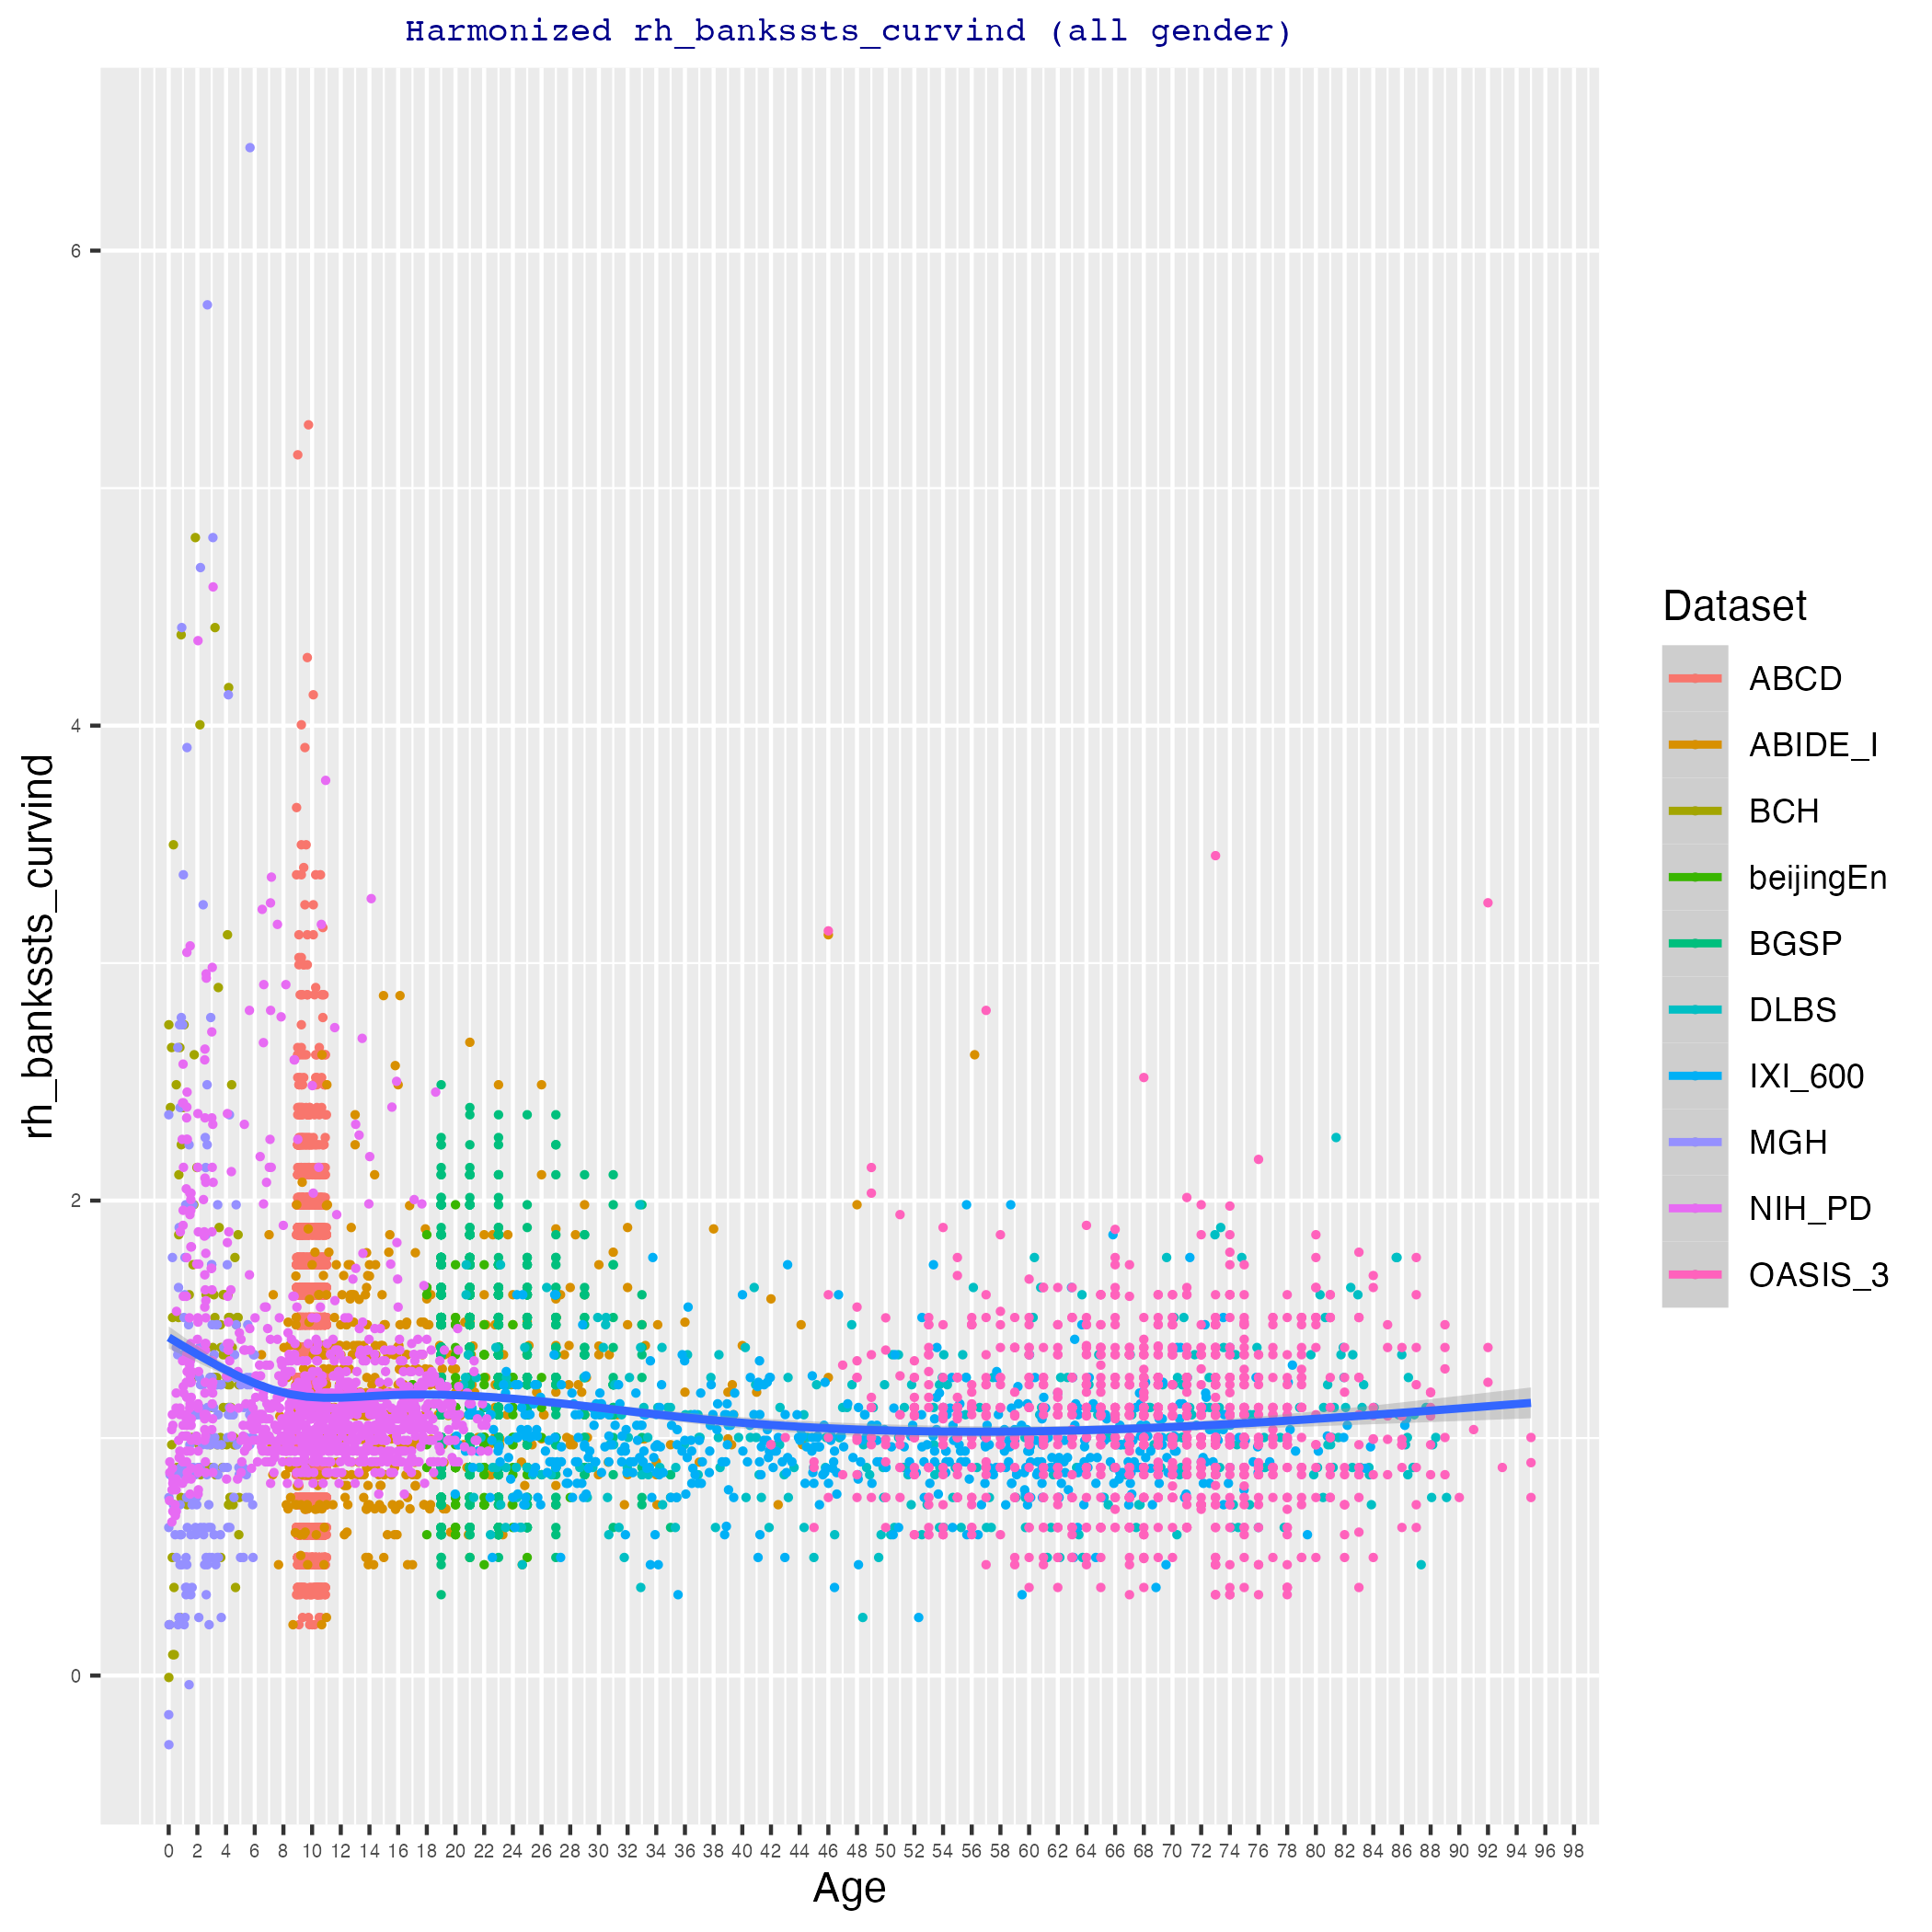 Harmonized rh_bankssts_curvind (all gender)
rh_bankssts_curvind
6
4
2
0
0 2 4 6 8 10 12 14 16 18 20 22 24 26 28 30 32 34 36 38 40 42 44 46 48 50 52 54 56 58 60 62 64 66 68 70 72 74 76 78 80 82 84 86 88 90 92 94 96 98
Age
Dataset
ABCD
ABIDE_I
BCH
beijingEn
BGSP
DLBS
IXI_600
MGH
NIH_PD
OASIS_3